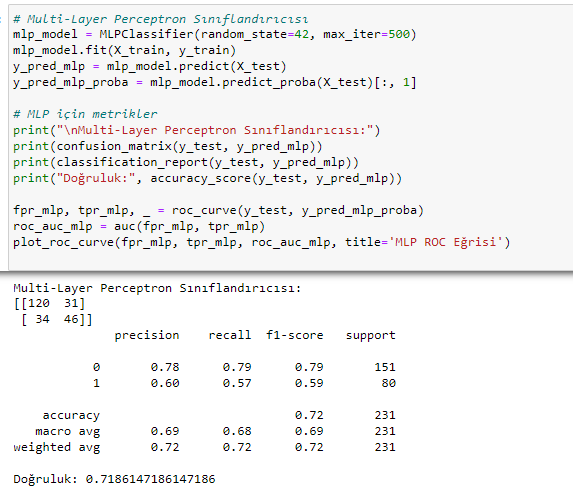 # Multi-Layer Perceptron Sınıflandırıcısı
mlp_model = MLPClassifier(random_state=42, max_iter=500)
mlp_model.fit(X_train, y_train)
y_pred_mlp = mlp_model.predict(X_test)
y_pred_mlp_proba = mlp_model.predict_proba(X_test)[:, 1]
# MLP için metrikler
print("\nMulti-Layer Perceptron Sınıflandırıcısı:")
print(confusion_matrix(y_test, y_pred_mlp))
print(classification_report(y_test, y_pred_mlp))
print("Doğruluk:", accuracy_score(y_test, y_pred_mlp))
fpr_mlp, tpr_mlp, _ = roc_curve(y_test, y_pred_mlp_proba)
roc_auc_mlp = auc(fpr_mlp, tpr_mlp)
plot_roc_curve(fpr_mlp, tpr_mlp, roc_auc_mlp, title='MLP ROC Eğrisi')
Multi-Layer Perceptron Sınıflandırıcısı:
[[120 31]
[ 34 46]]
precision recall f1-score support
0 0.78 0.79 0.79 151
1 0.60 0.57 0.59 80
accuracy 0.72 231
macro avg 0.69 0.68 0.69 231
weighted avg 0.72 0.72 0.72 231
Doğruluk: 0.7186147186147186